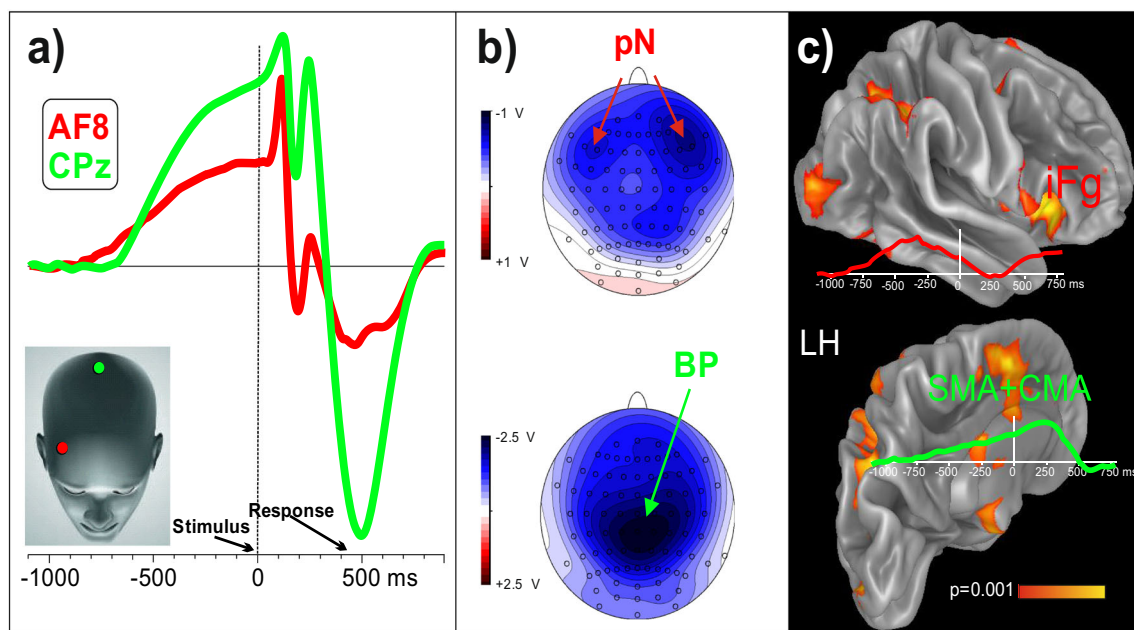 a)
AF8
CPz
Stimulus
Response
-1000
-500
0
500 ms
b)
pN
-1 V
+1 V
BP
-2.5 V
+2.5 V
c)
iFg
-1000
-750
-500
-250
0
250
500
750 ms
LH
SMA+CMA
-1000
-750
-500
-250
0
250
500
750 ms
p=0.001